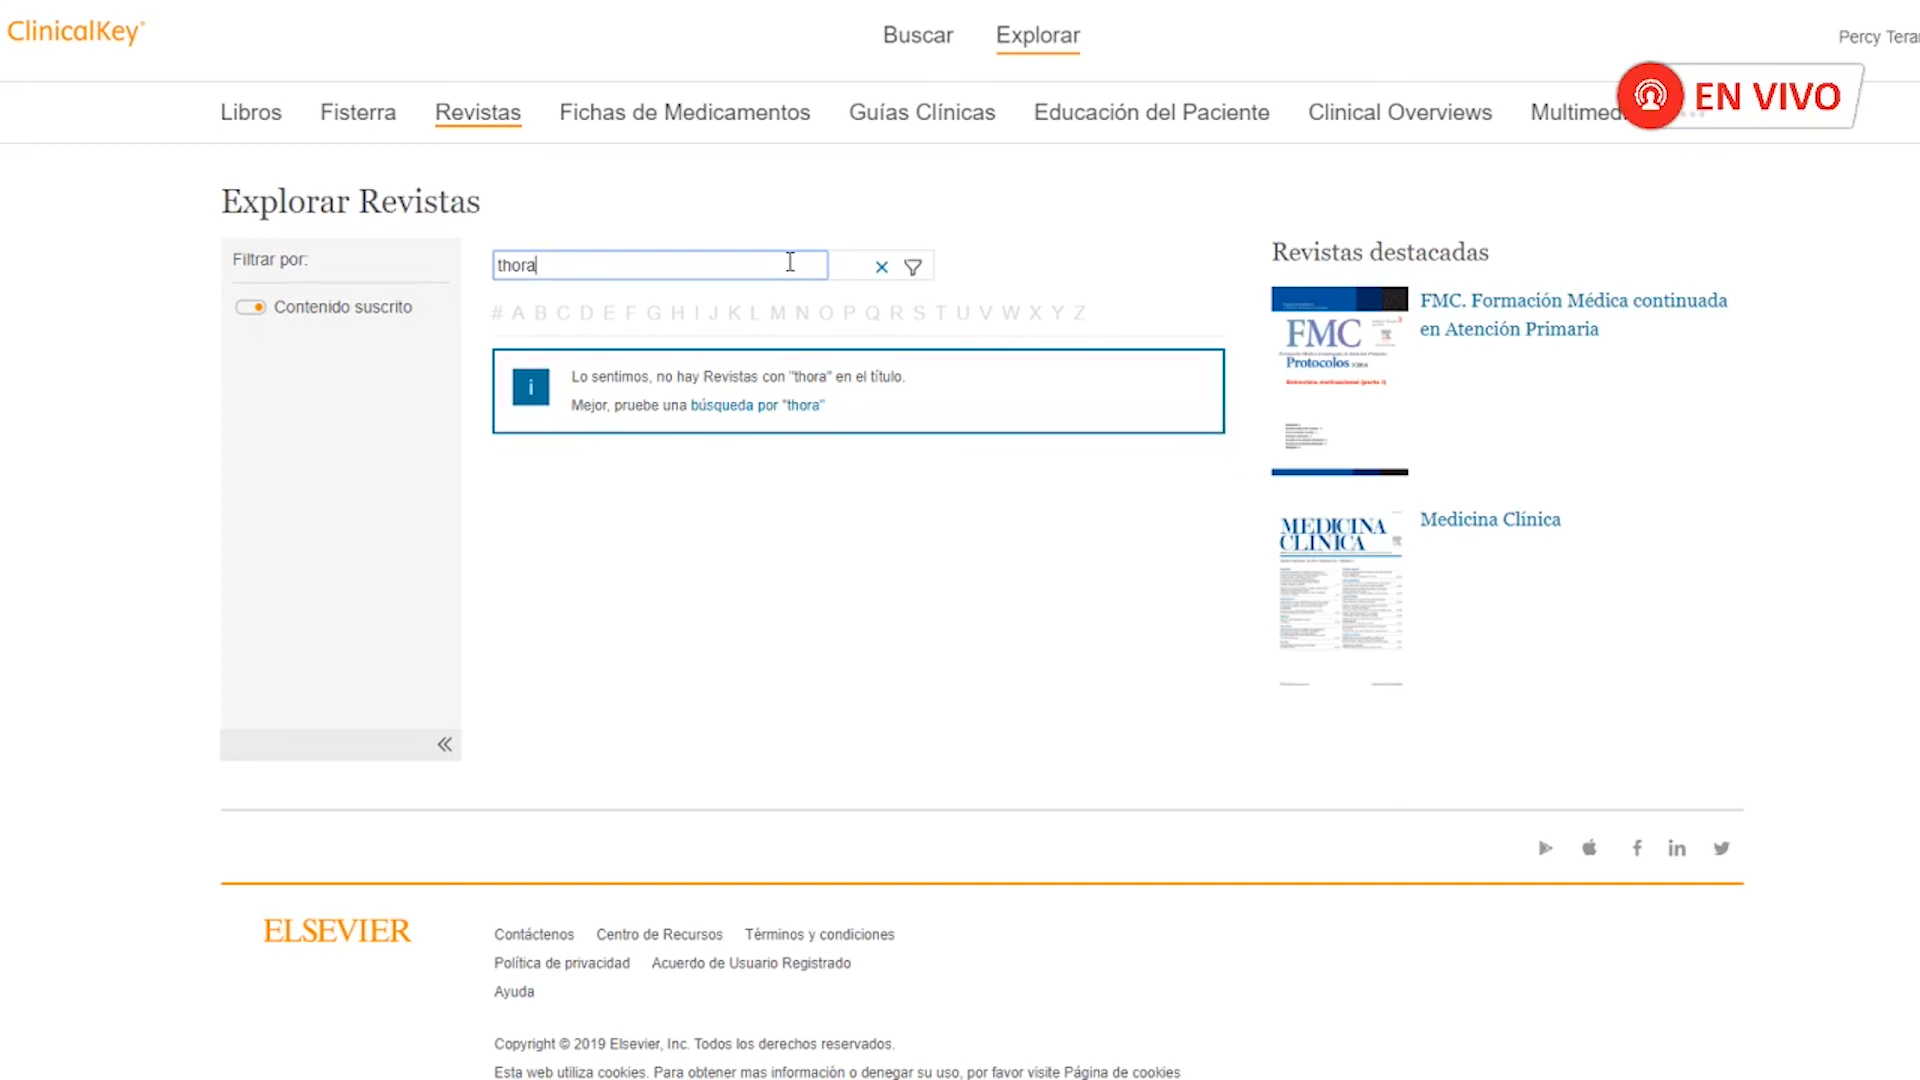 ClinicalKey®
Buscar
Explorar
Percy Tera
EN VIVO
Libros
Fisterra
Revistas
Fichas de Medicamentos
Guías Clínicas
Educación del Paciente
Clinical Overviews
Multimed
Explorar Revistas
Filtrar por:
Contenido suscrito
thora
# A B C D E F G H I J K L M N O P Q R S T U V W X Y Z
Lo sentimos, no hay Revistas con "thora" en el título.
Mejor, pruebe una búsqueda por "thora"
Revistas destacadas
FMC
Protocolos
FMC. Formación Médica continuada
en Atención Primaria
MEDICINA
CLINICA
Medicina Clínica
ELSEVIER
Contáctenos
Centro de Recursos
Términos y condiciones
Política de privacidad
Acuerdo de Usuario Registrado
Ayuda
Copyright © 2019 Elsevier, Inc. Todos los derechos reservados.
Esta web utiliza cookies. Para obtener mas información o denegar su uso, por favor visite Página de cookies